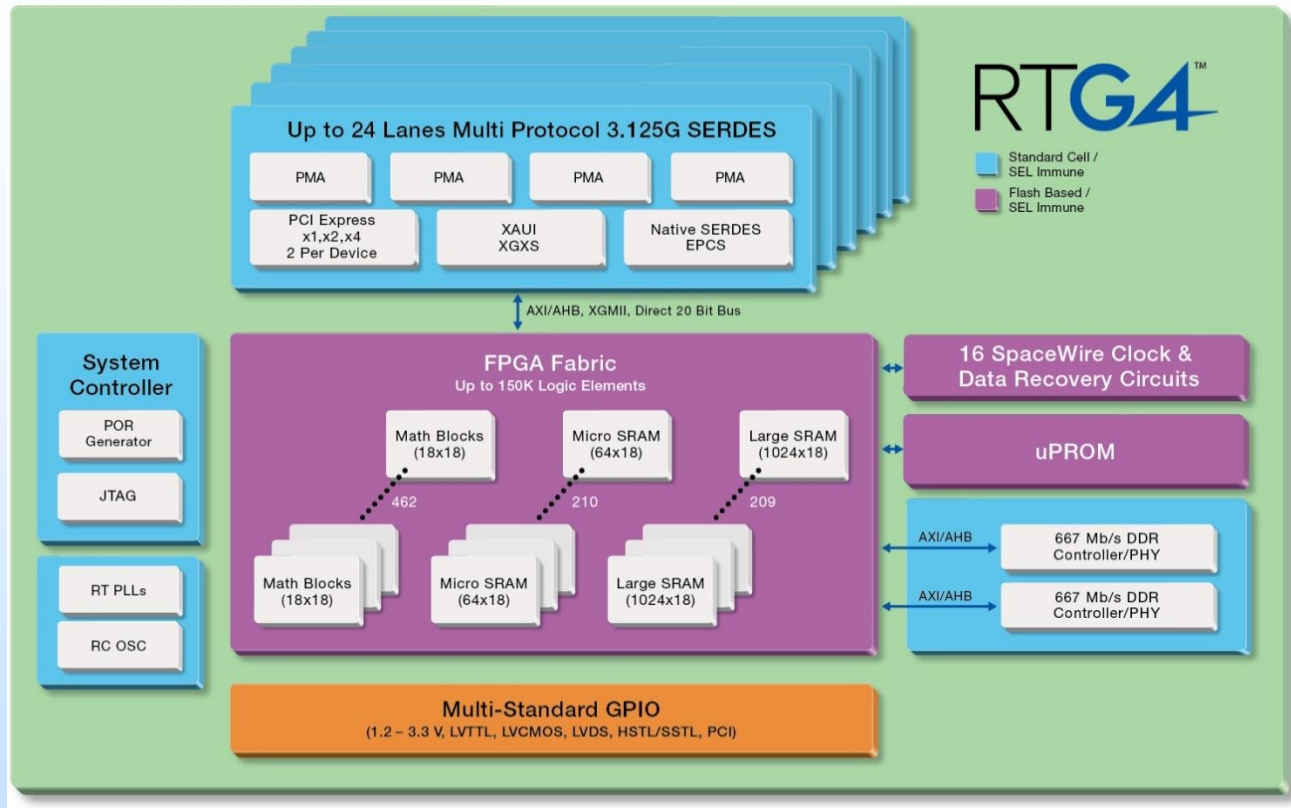 RTG4™
Standard Cell /
SEL Immune
Flash Based /
SEL Immune
Up to 24 Lanes Multi Protocol 3.125G SERDES
PMA
PMA
PMA
PMA
PCI Express
x1,x2,x4
2 Per Device
XAUI
XGXS
Native SERDES
EPCS
AXI/AHB, XGMII, Direct 20 Bit Bus
System
Controller
POR
Generator
JTAG
RT PLLs
RC OSC
FPGA Fabric
Up to 150K Logic Elements
Math Blocks
(18x18)
Micro SRAM
(64x18)
Large SRAM
(1024x18)
462
210
209
Math Blocks
(18x18)
Micro SRAM
(64x18)
Large SRAM
(1024x18)
16 SpaceWire Clock &
Data Recovery Circuits
uPROM
AXI/AHB
667 Mb/s DDR
Controller/PHY
AXI/AHB
667 Mb/s DDR
Controller/PHY
Multi-Standard GPIO
(1.2 – 3.3 V, LVTTL, LVCMOS, LVDS, HSTL/SSTL, PCI)